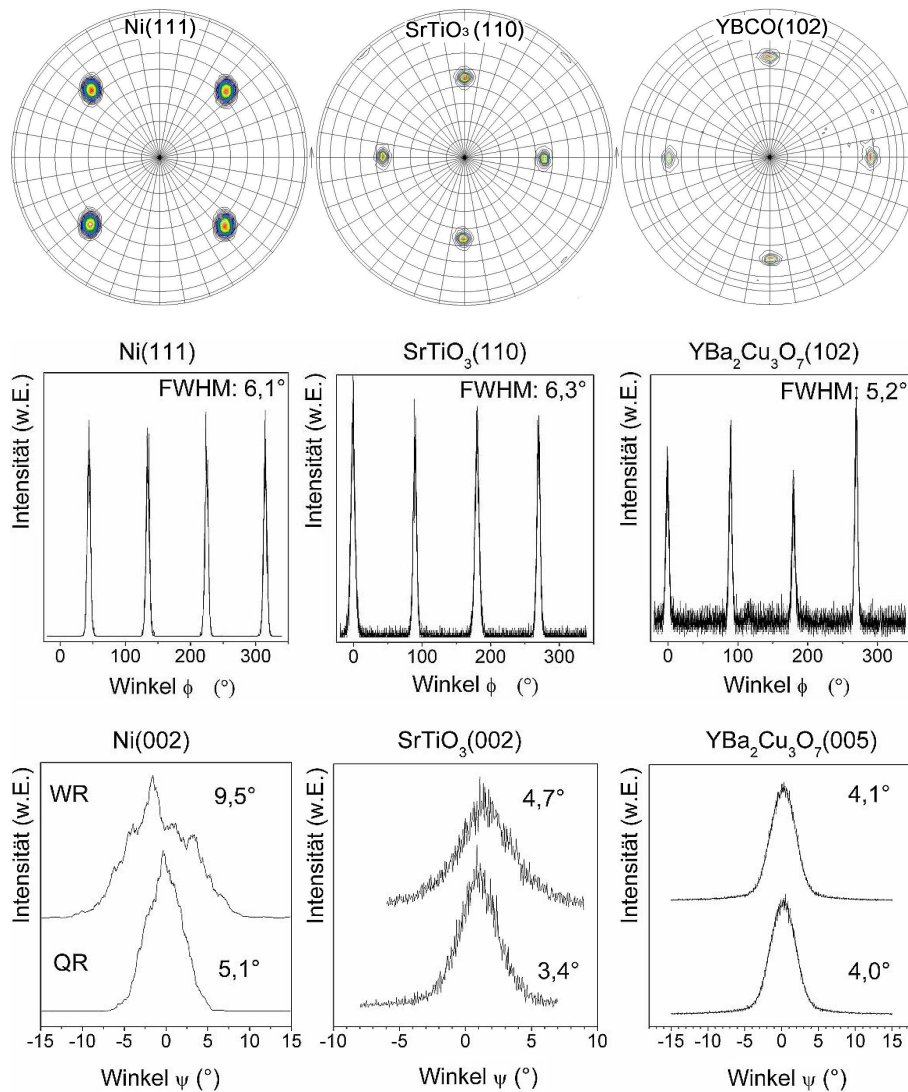 Ni(111)
SrTiO3 (110)
YBCO(102)
Ni(111)
SrTiO3(110)
YBa2Cu3O7(102)
FWHM: 6,1°
FWHM: 6,3°
FWHM: 5,2°
Intensität (w.E.)
Intensität (w.E.)
Intensität (w.E.)
0 100 200 300
0 100 200 300
0 100 200 300
Winkel ϕ (°)
Winkel ϕ (°)
Winkel ϕ (°)
Ni(002)
SrTiO3(002)
YBa2Cu3O7(005)
Intensität (w.E.)
WR
9,5°
QR
5,1°
Intensität (w.E.)
4,7°
3,4°
Intensität (w.E.)
4,1°
4,0°
-15 -10 -5 0 5 10 15
-10 -5 0 5 10
-15 -10 -5 0 5 10 15
Winkel ψ (°)
Winkel ψ (°)
Winkel ψ (°)